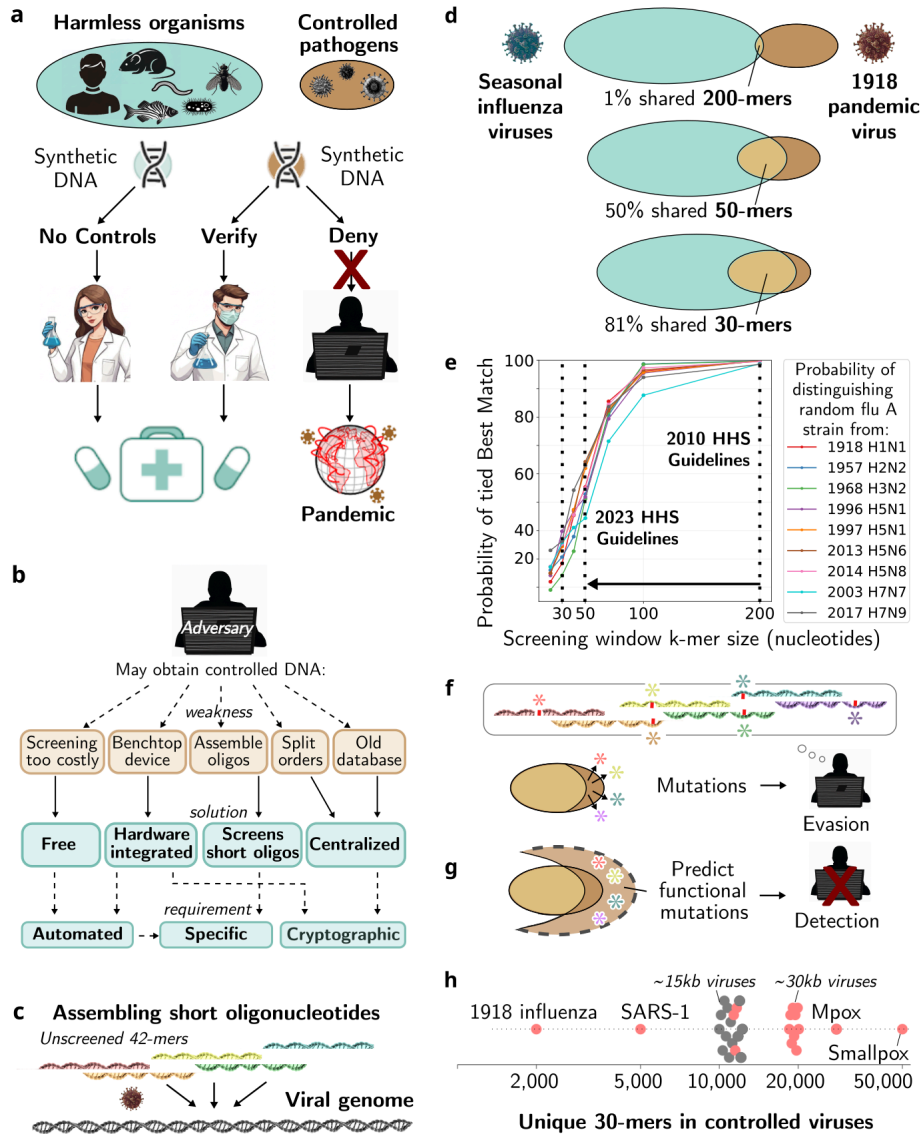 a
Harmless organisms
Controlled
pathogens
Synthetic
DNA
Synthetic
DNA
No Controls
Verify
Deny
X
Pandemic
b
Adversary
May obtain controlled DNA:
weakness
Screening
too costly
Benchtop
device
Assemble
oligos
Split
orders
Old
database
solution
Free
Hardware
integrated
Screens
short oligos
Centralized
requirement
Automated
Specific
Cryptographic
c
Assembling short oligonucleotides
Unscreened 42-mers
Viral genome
d
Seasonal
influenza
viruses
1918
pandemic
virus
1% shared 200-mers
50% shared 50-mers
81% shared 30-mers
e
Probability of tied Best Match
100
80
60
40
20
2010 HHS
Guidelines
2023 HHS
Guidelines
30
50
100
200
Screening window k-mer size (nucleotides)
Probability of
distinguishing
random flu A
strain from:
1918 H1N1
1957 H2N2
1968 H3N2
1996 H5N1
1997 H5N1
2013 H5N6
2014 H5N8
2003 H7N7
2017 H7N9
f
Mutations
Evasion
g
Predict
functional
mutations
Detection
X
h
~15kb viruses
~30kb viruses
1918 influenza
SARS-1
Mpox
Smallpox
2,000
5,000
10,000
20,000
50,000
Unique 30-mers in controlled viruses